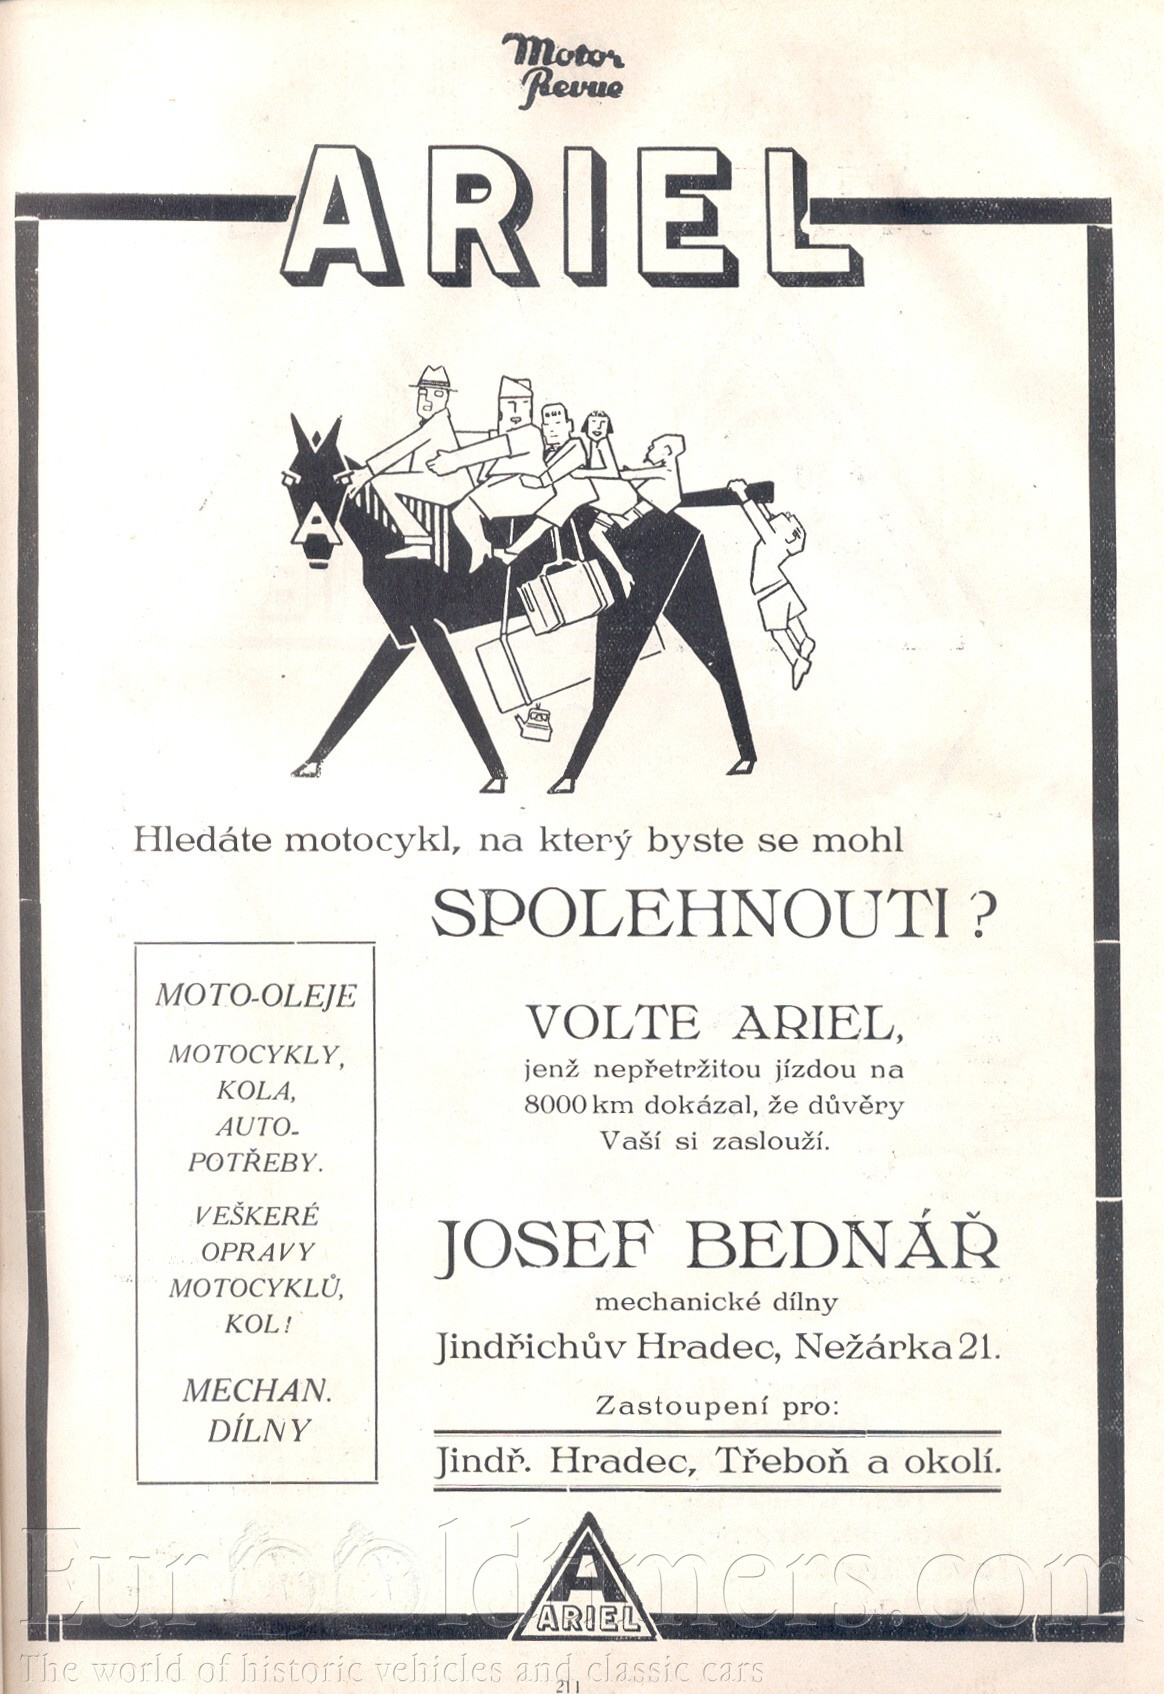 Motor
Revue
ARIEL
A
Hledáte motocykl, na který byste se mohl
SPOLEHNOUTI ?
MOTO-OLEJE
MOTOCYKLY,
KOLA,
AUTO-
POTŘEBY.
VEŠKERÉ
OPRAVY
MOTOCYKLŮ,
KOL!
MECHAN.
DÍLNY
VOLTE ARIEL,
jenž nepřetržitou jízdou na
8000 km dokázal, že důvěry
Vaší si zaslouží.
JOSEF BEDNÁŘ
mechanické dílny
Jindřichův Hradec, Nežárka 21.
Zastoupení pro:
Jindř. Hradec, Třeboň a okolí.
A
ARIEL
EurOoldtimers.com
The world of historic vehicles and classic cars
211